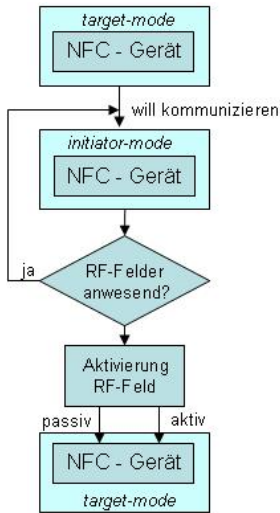 target-mode
NFC - Gerät
will kommunizieren
initiator-mode
NFC - Gerät
ja
RF-Felder
anwesend?
Aktivierung
RF-Feld
passiv
aktiv
NFC - Gerät
target-mode